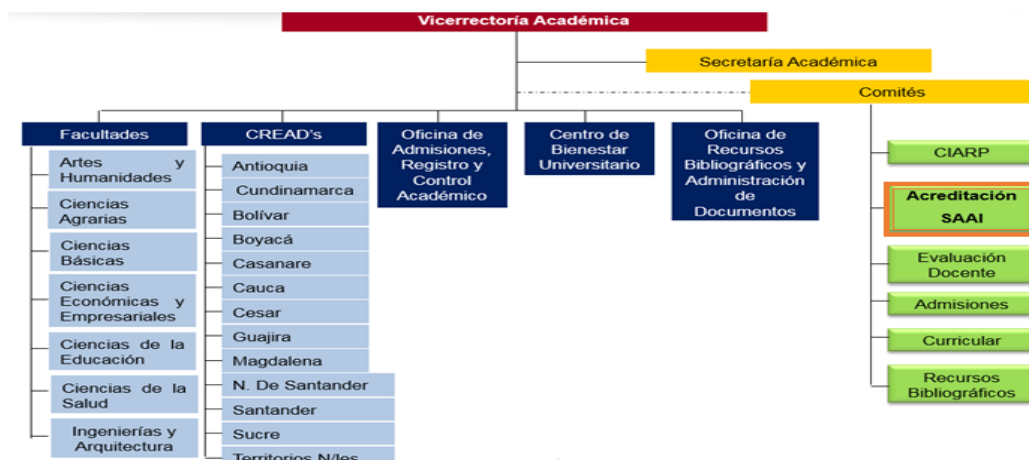 Vicerrectoría Académica
Secretaría Académica
Comités
Facultades
Artes y
Humanidades
Ciencias
Agrarias
Ciencias
Básicas
Ciencias
Económicas y
Empresariales
Ciencias de la
Educación
Ciencias de la
Salud
Ingenierías y
Arquitectura
CREAD's
Antioquia
Cundinamarca
Bolívar
Boyacá
Casanare
Cauca
Cesar
Guajira
Magdalena
N. De Santander
Santander
Sucre
Territorios N/les
Oficina de
Admisiones,
Registro y
Control
Académico
Centro de
Bienestar
Universitario
Oficina de
Recursos
Bibliográficos y
Administración
de
Documentos
CIARP
Acreditación
SAAI
Evaluación
Docente
Admisiones
Curricular
Recursos
Bibliográficos